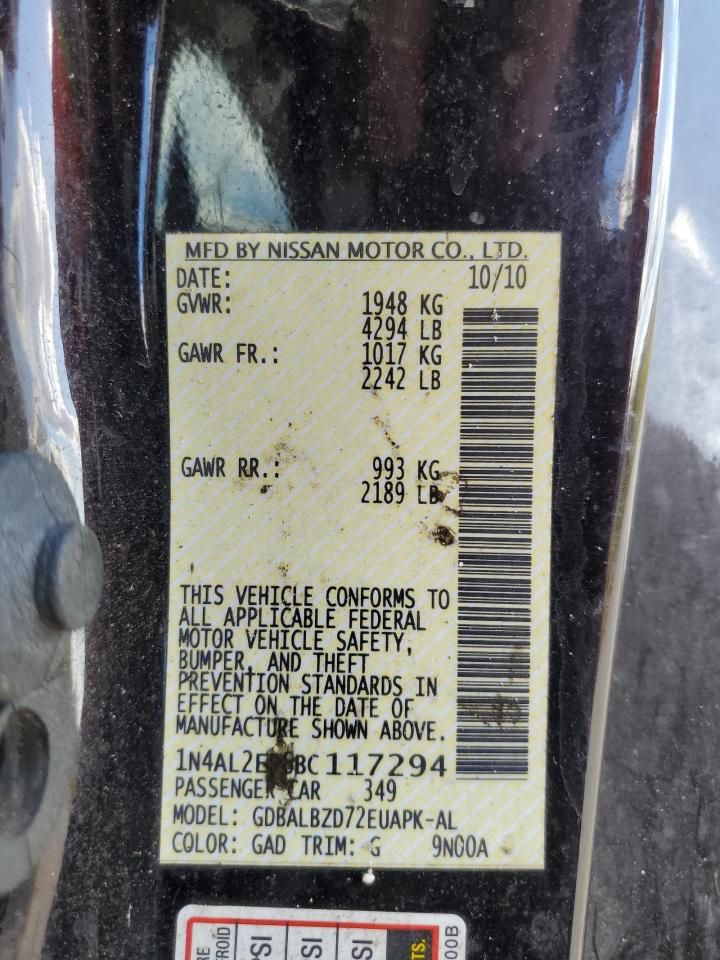 MFD BY NISSAN MOTOR CO., LTD.
DATE: 10/10
GVWR: 1948 KG
4294 LB
GAWR FR.: 1017 KG
2242 LB
GAWR RR.: 993 KG
2189 LB
THIS VEHICLE CONFORMS TO
ALL APPLICABLE FEDERAL
MOTOR VEHICLE SAFETY,
BUMPER, AND THEFT
PREVENTION STANDARDS IN
EFFECT ON THE DATE OF
MANUFACTURE SHOWN ABOVE.
PASSENGER CAR 349
MODEL: GDBALBZD72EUAPK-AL
COLOR: GAD TRIM: G 9N00A
PSI
SI
SI